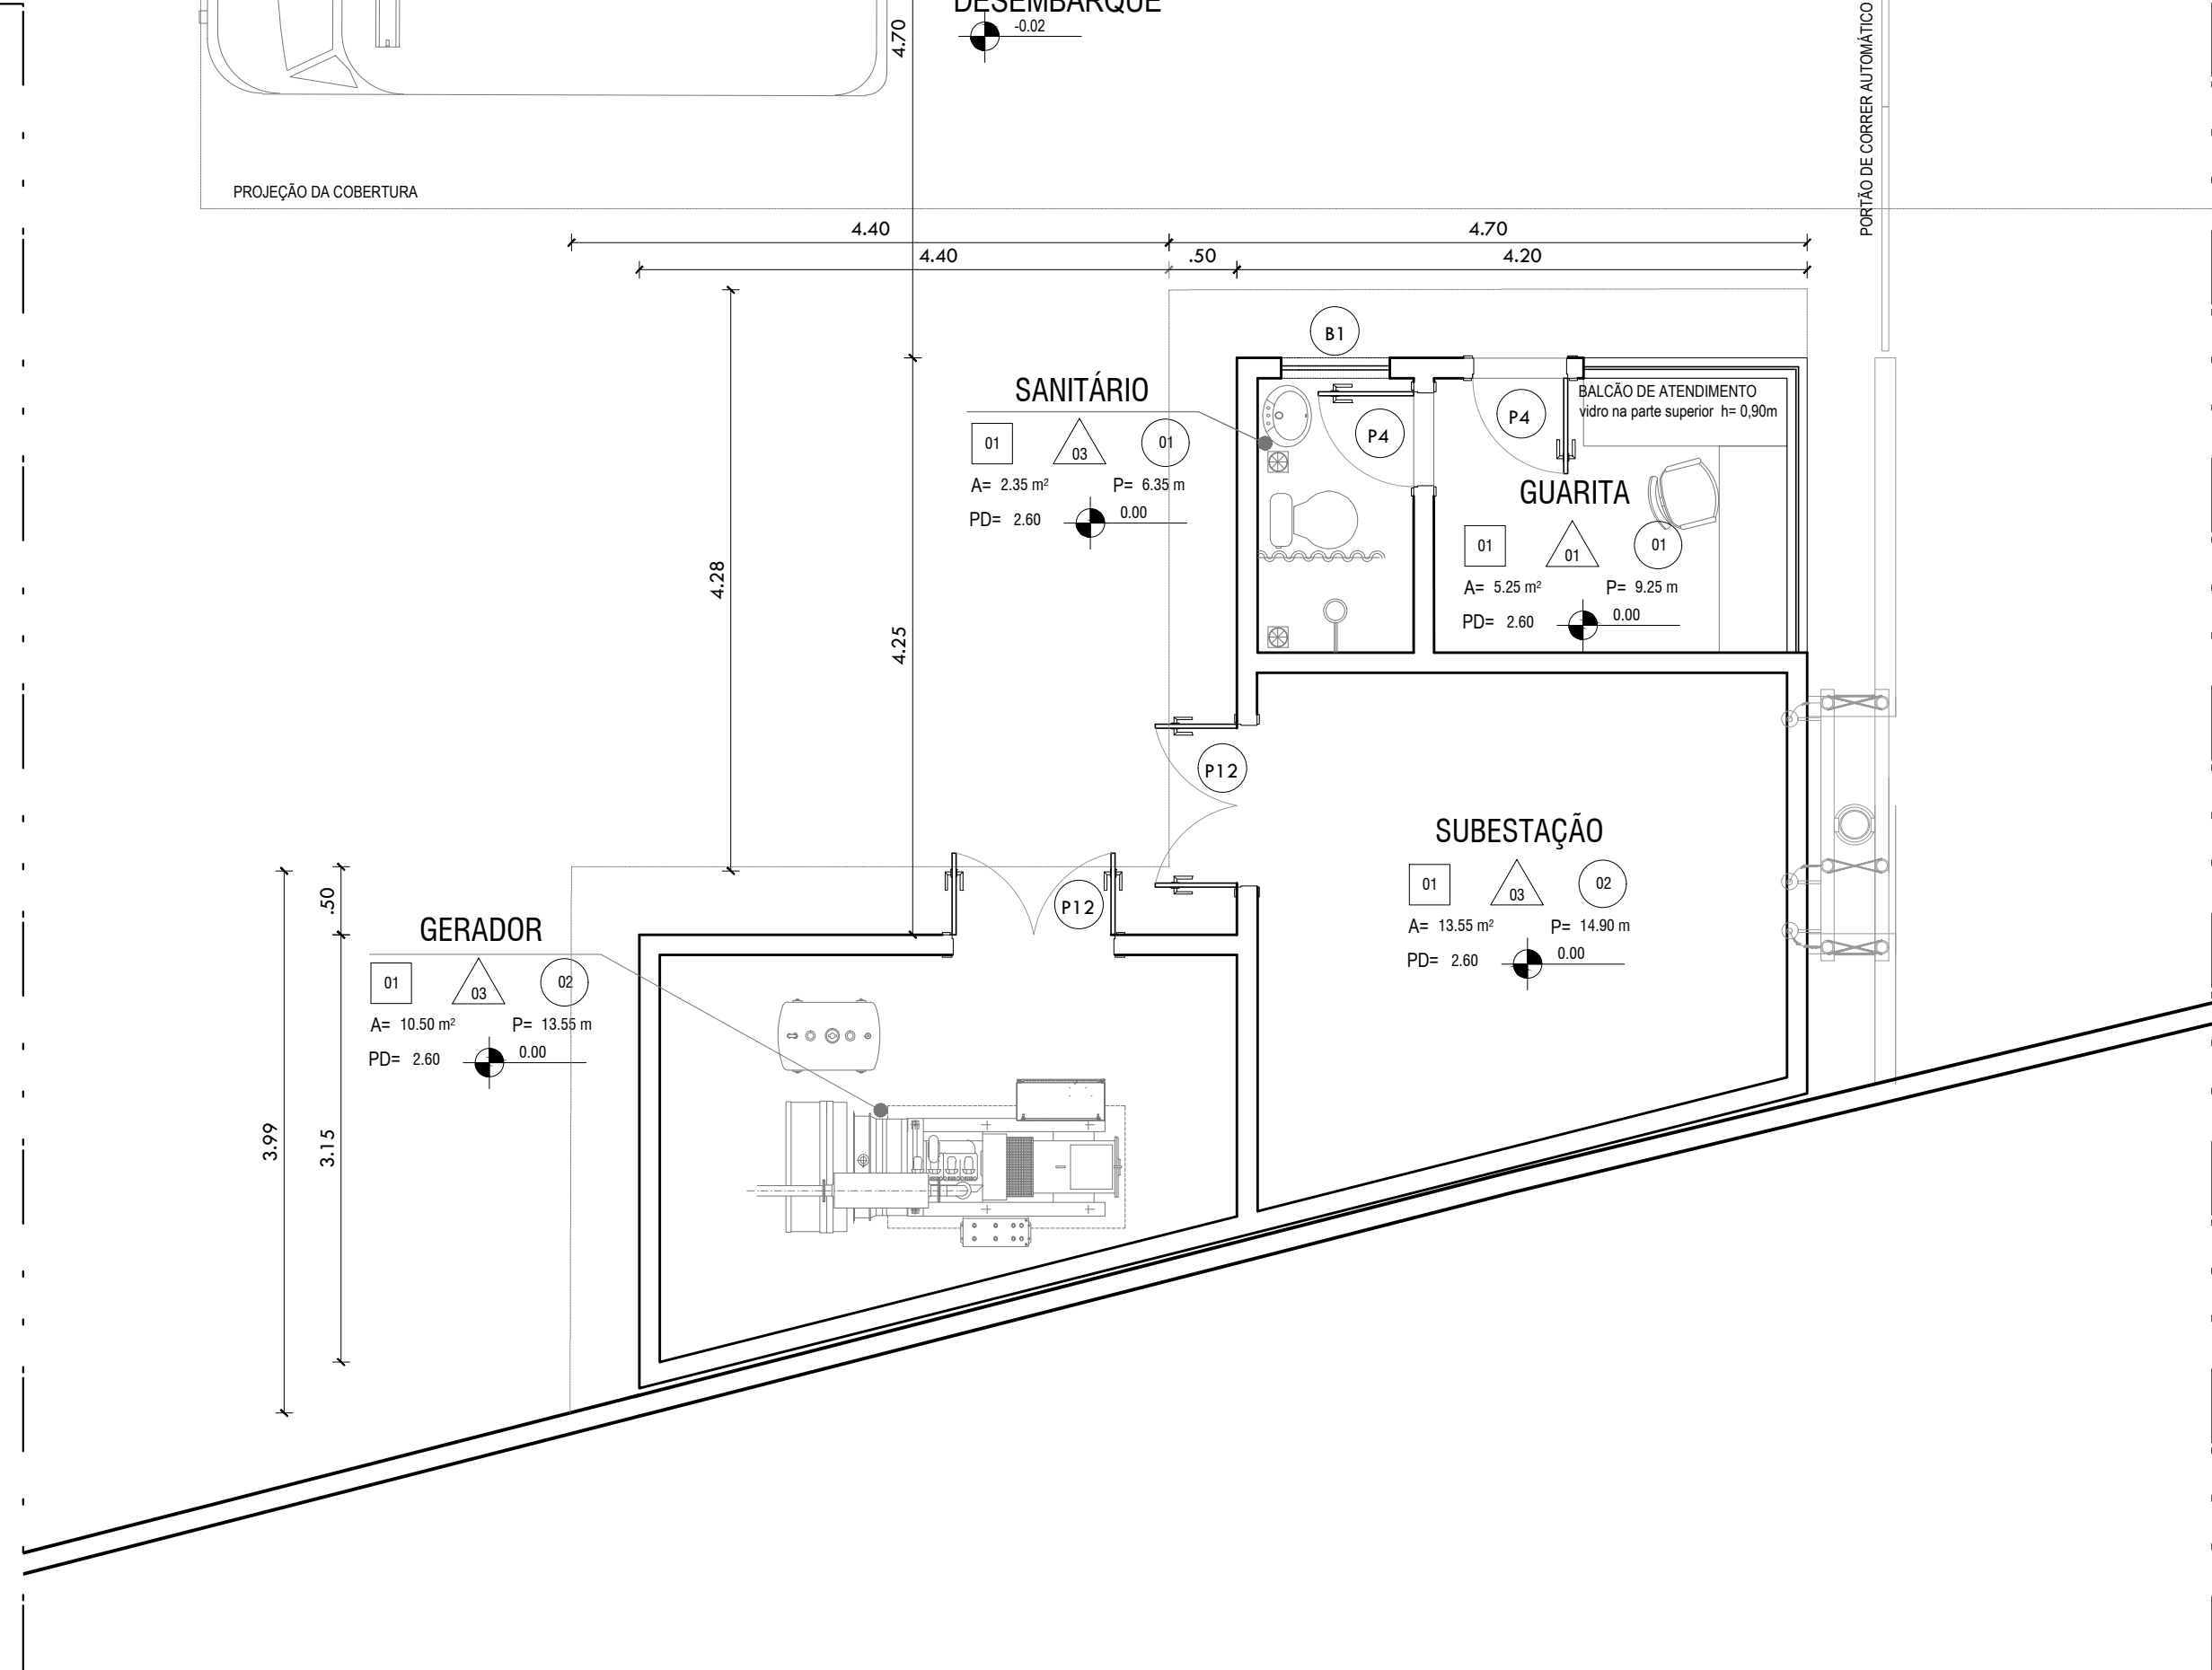 DESEMBARQUE
-0.02
4.70
PORTÃO DE CORRER AUTOMÁTICO
PROJEÇÃO DA COBERTURA
4.40
4.70
4.40
.50
4.20
B1
SANITÁRIO
01
03
01
A= 2.35 m²
P= 6.35 m
PD= 2.60
0.00
P4
P4
BALCÃO DE ATENDIMENTO
vidro na parte superior h= 0,90m
GUARITA
01
01
01
A= 5.25 m²
P= 9.25 m
PD= 2.60
0.00
4.28
4.25
P12
SUBESTAÇÃO
01
03
02
A= 13.55 m²
P= 14.90 m
PD= 2.60
0.00
P12
.50
GERADOR
01
03
02
A= 10.50 m²
P= 13.55 m
PD= 2.60
0.00
3.99
3.15